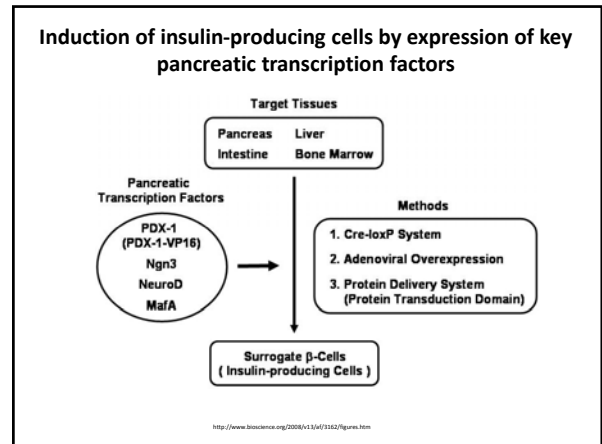 Induction of insulin-producing cells by expression of key
pancreatic transcription factors
Target Tissues
Pancreas Liver
Intestine Bone Marrow
Pancreatic
Transcription Factors
PDX-1
(PDX-1-VP16)
Ngn3
NeuroD
MafA
Methods
1. Cre-loxP System
2. Adenoviral Overexpression
3. Protein Delivery System
(Protein Transduction Domain)
Surrogate β-Cells
( Insulin-producing Cells )
http://www.bioscience.org/2008/v13/af/3162/figures.htm